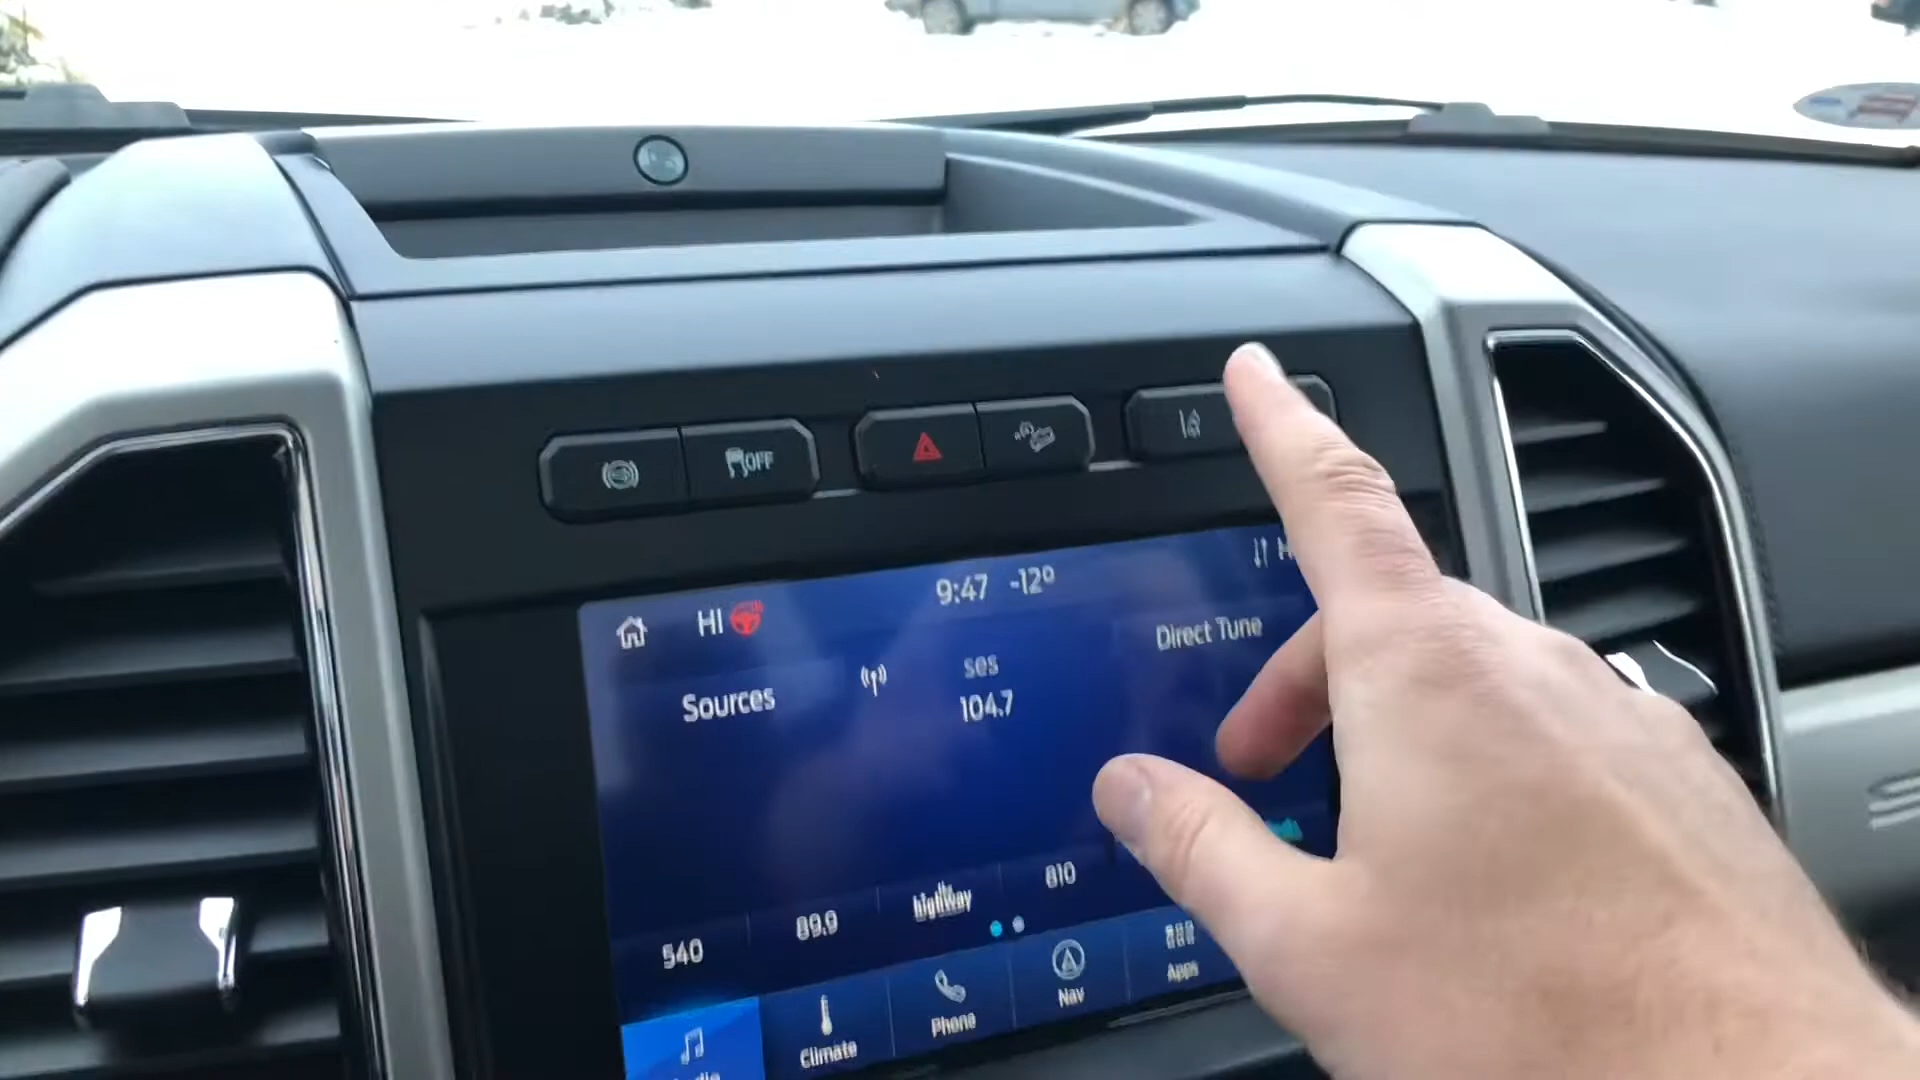 OFF
9:47 -12º
HI
Direct Tune
Sources
ses
104.7
540
89.9
highway
810
Climate
Phone
Nav
Apps